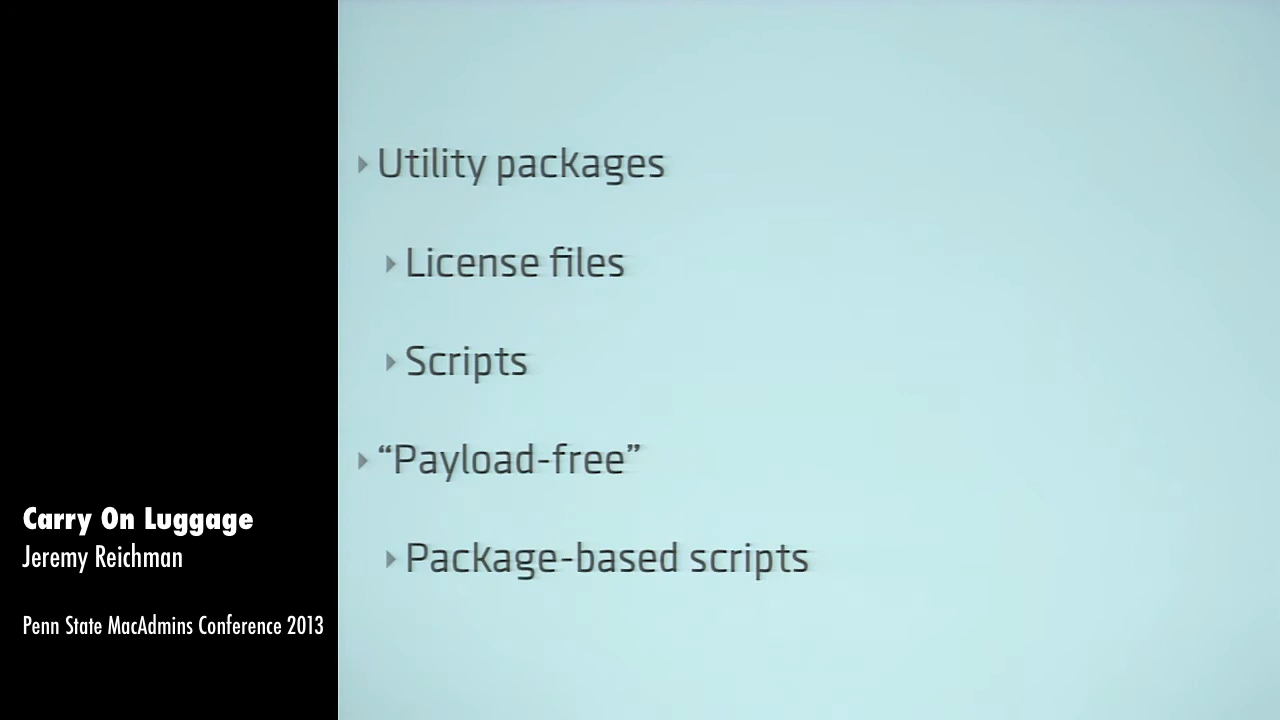 Utility packages
License files
Scripts
“Payload-free”
Package-based scripts
Carry On Luggage
Jeremy Reichman
Penn State MacAdmins Conference 2013